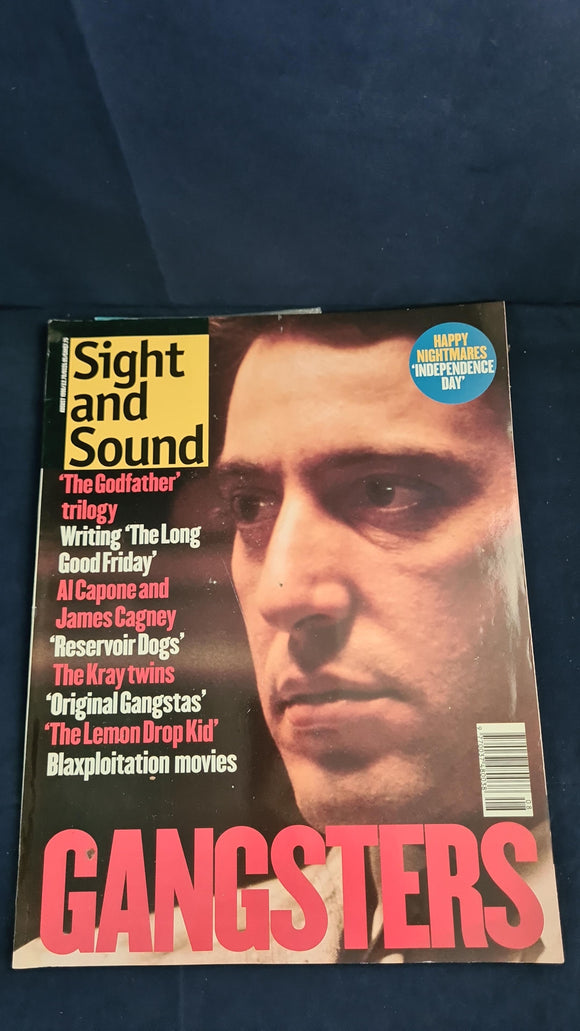 Sight
and
Sound
HAPPY
NIGHTMARES
‘INDEPENDENCE
DAY’
‘The Godfather’
trilogy
Writing ‘The Long
Good Friday’
Al Capone and
James Cagney
‘Reservoir Dogs’
The Kray twins
‘Original Gangstas’
‘The Lemon Drop Kid’
Blaxploitation movies
08
GANGSTERS